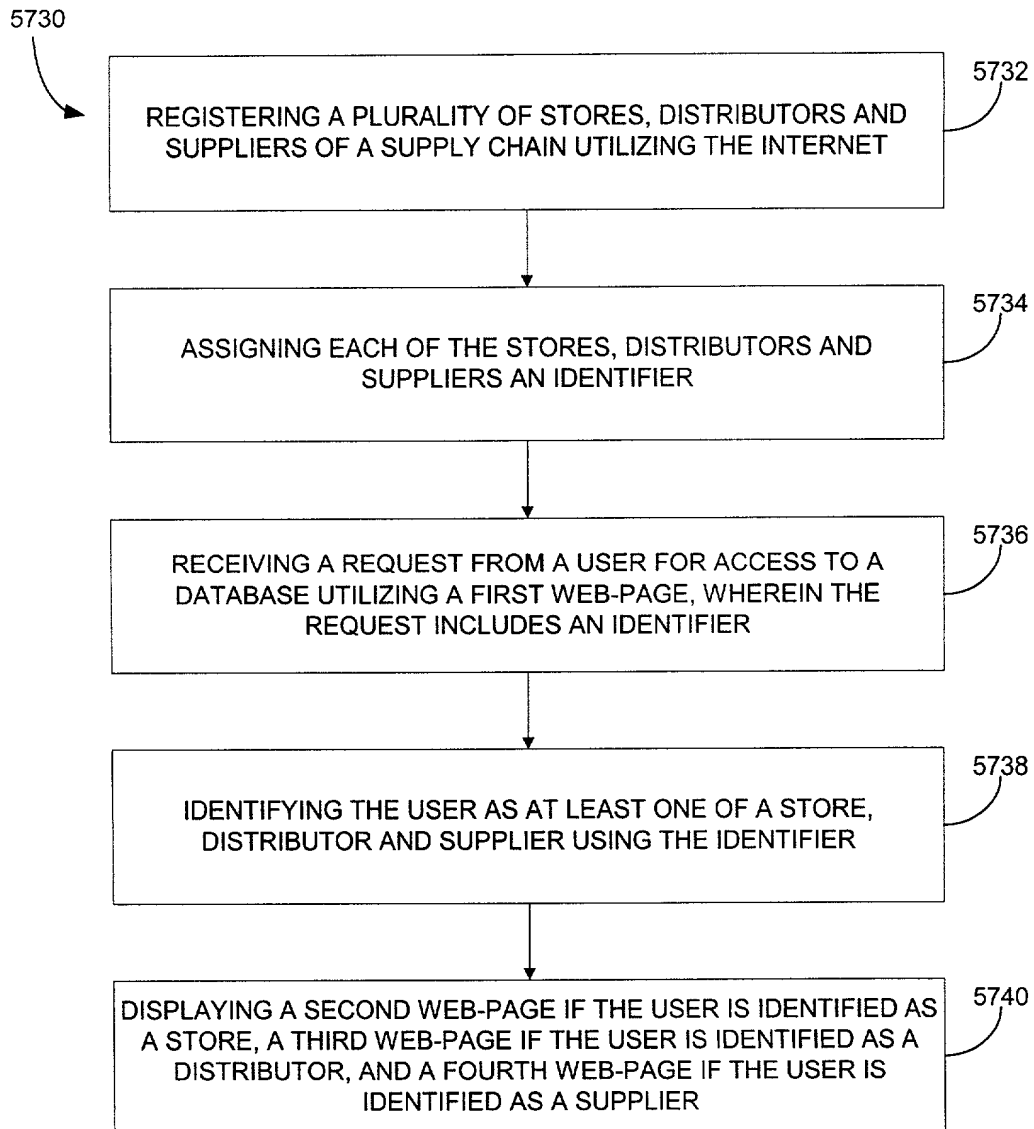 5730
5732
REGISTERING A PLURALITY OF STORES, DISTRIBUTORS AND
SUPPLIERS OF A SUPPLY CHAIN UTILIZING THE INTERNET
5734
ASSIGNING EACH OF THE STORES, DISTRIBUTORS AND
SUPPLIERS AN IDENTIFIER
5736
RECEIVING A REQUEST FROM A USER FOR ACCESS TO A
DATABASE UTILIZING A FIRST WEB-PAGE, WHEREIN THE
REQUEST INCLUDES AN IDENTIFIER
5738
IDENTIFYING THE USER AS AT LEAST ONE OF A STORE,
DISTRIBUTOR AND SUPPLIER USING THE IDENTIFIER
5740
DISPLAYING A SECOND WEB-PAGE IF THE USER IS IDENTIFIED AS
A STORE, A THIRD WEB-PAGE IF THE USER IS IDENTIFIED AS A
DISTRIBUTOR, AND A FOURTH WEB-PAGE IF THE USER IS
IDENTIFIED AS A SUPPLIER